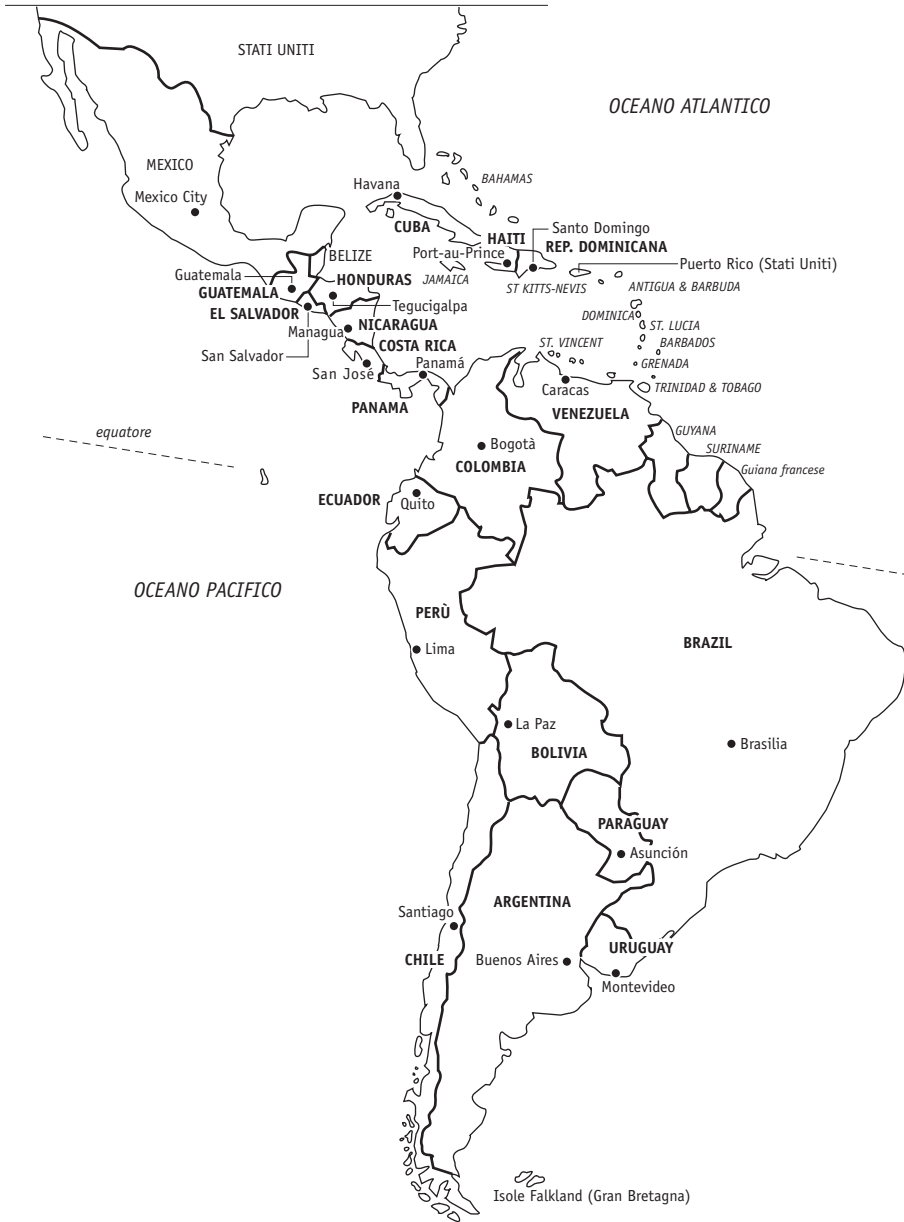 STATI UNITI
OCEANO ATLANTICO
MEXICO
Mexico City
Havana
BAHAMAS
CUBA
HAITI
Santo Domingo
REP. DOMINICANA
Port-au-Prince
Puerto Rico (Stati Uniti)
BELIZE
JAMAICA
ST KITTS-NEVIS
ANTIGUA & BARBUDA
Guatemala
GUATEMALA
HONDURAS
EL SALVADOR
Tegucigalpa
DOMINICA
ST. LUCIA
Managua
NICARAGUA
COSTA RICA
ST. VINCENT
BARBADOS
San Salvador
San José
Panamá
GRENADA
Caracas
TRINIDAD & TOBAGO
PANAMA
VENEZUELA
equatore
GUYANA
Bogotà
SURINAME
COLOMBIA
Guiana francese
ECUADOR
Quito
OCEANO PACIFICO
PERÙ
Lima
BRAZIL
La Paz
BOLIVIA
Brasilia
PARAGUAY
Asunción
ARGENTINA
Santiago
CHILE
Buenos Aires
URUGUAY
Montevideo
Isole Falkland (Gran Bretagna)